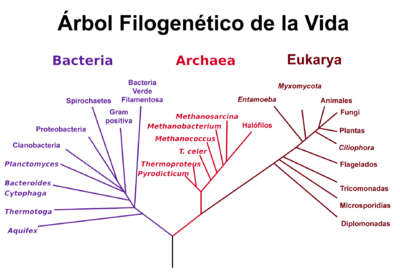 Árbol Filogenético de la Vida
Bacteria
Archaea
Eukarya
Bacteria
Verde
Filamentosa
Spirochaetes
Gram
positiva
Proteobacteria
Cianobacteria
Planctomyces
Bacteroides
Cytophaga
Thermotoga
Aquifex
Methanosarcina
Methanobacterium
Halófilos
Methanococcus
T. celer
Thermoproteus
Pyrodicticum
Myxomycota
Entamoeba
Animales
Fungi
Plantas
Ciliophora
Flagelados
Tricomonadas
Microsporidias
Diplomonadas